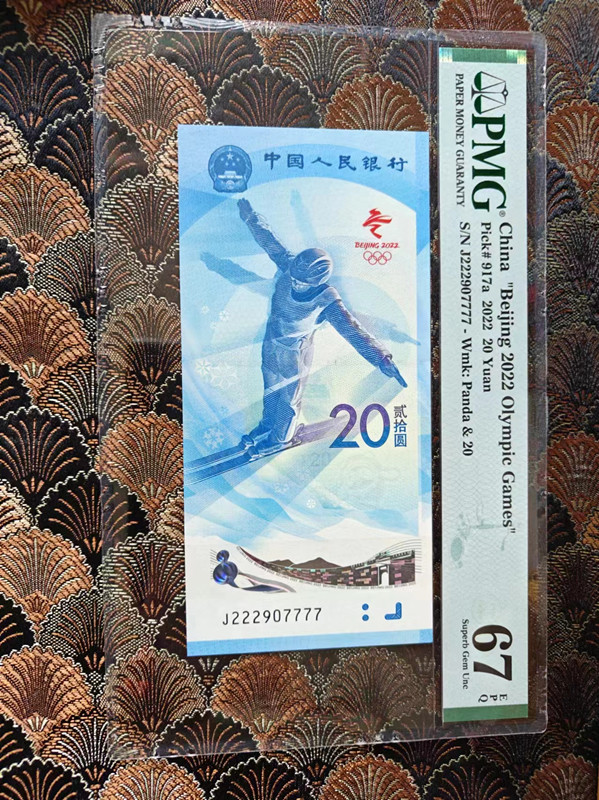 中国人民银行
BEIJING 2022
20
贰拾圆
J222907777
PMG®
PAPER MONEY GUARANTY
China "Beijing 2022 Olympic Games"
Pick# 917a 2022 20 Yuan
S/N J222907777 - Wmk: Panda & 20
67
E
P
Q
Superb Gem Unc